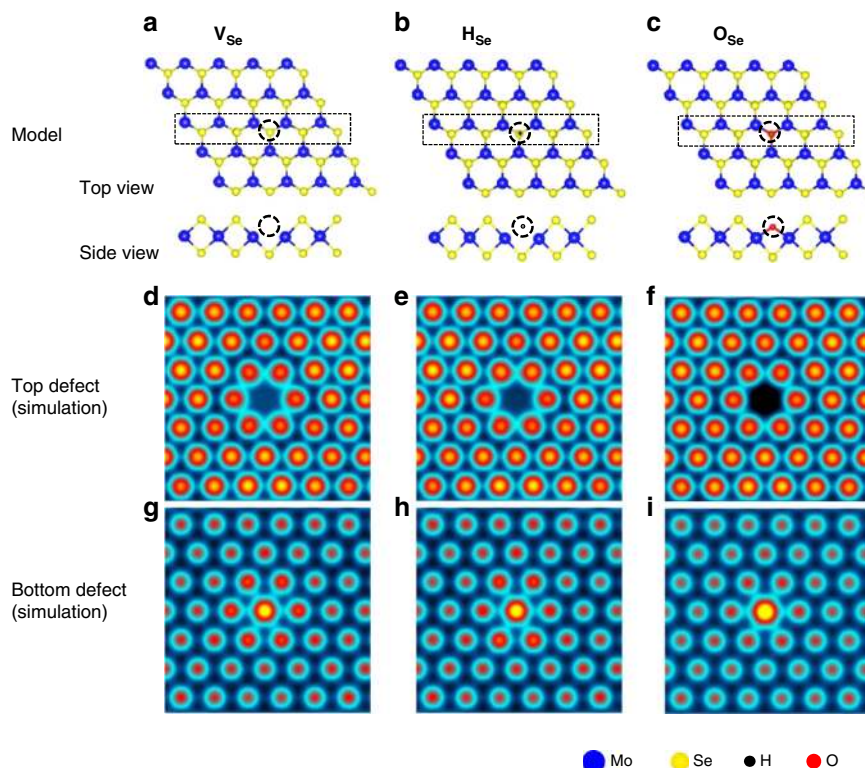 a b c
V_Se H_Se O_Se
Model
Top view
Side view
d e f
Top defect
(simulation)
g h i
Bottom defect
(simulation)
Mo Se H O